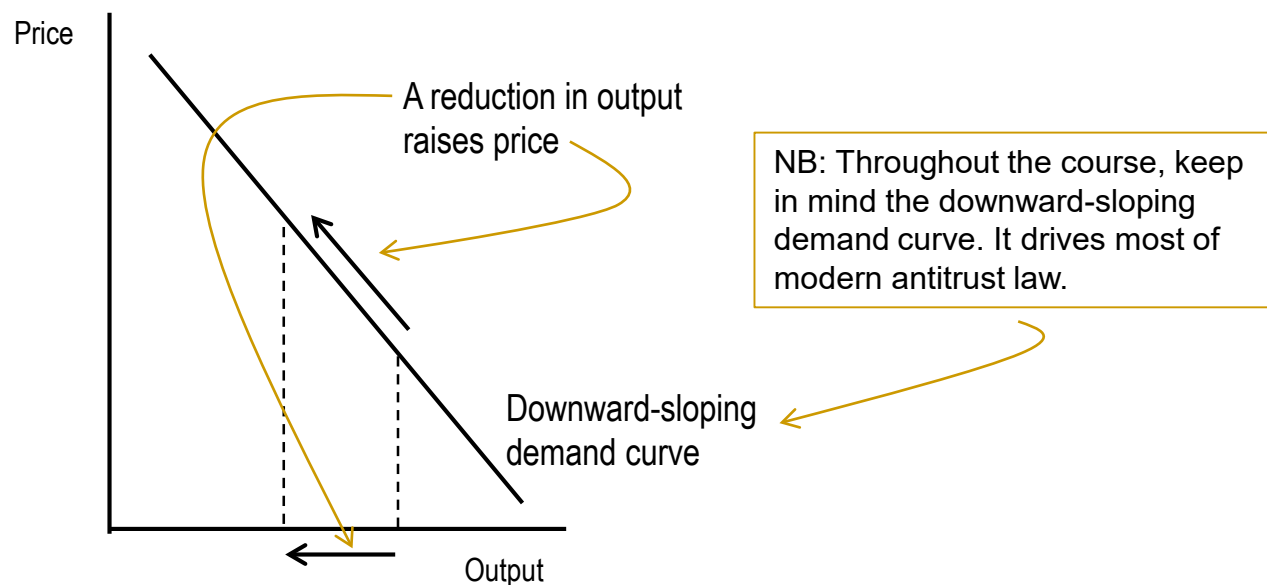 Price
A reduction in output
raises price
NB: Throughout the course, keep
in mind the downward-sloping
demand curve. It drives most of
modern antitrust law.
Downward-sloping
demand curve
Output